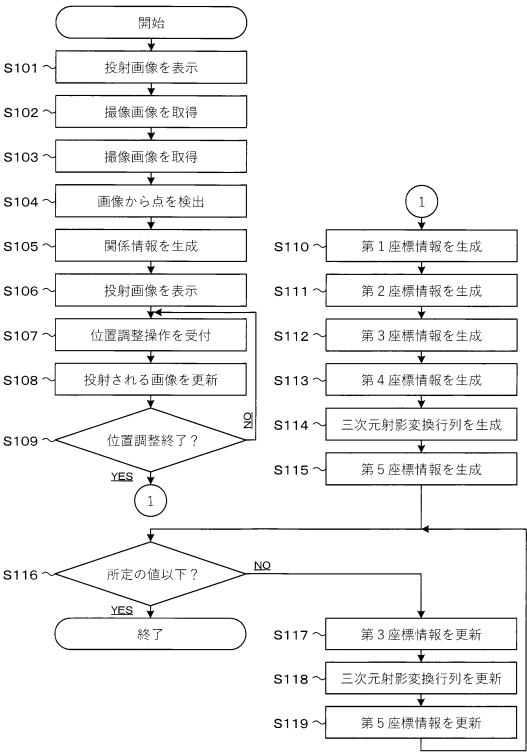 開始
S101 投射画像を表示
S102 撮像画像を取得
S103 撮像画像を取得
S104 画像から点を検出
S105 関係情報を生成
S106 投射画像を表示
S107 位置調整操作を受付
S108 投射される画像を更新
S109 位置調整終了？
NO
YES
1
1
S110 第１座標情報を生成
S111 第２座標情報を生成
S112 第３座標情報を生成
S113 第４座標情報を生成
S114 三次元射影変換行列を生成
S115 第５座標情報を生成
S116 所定の値以下？
NO
YES
終了
S117 第３座標情報を更新
S118 三次元射影変換行列を更新
S119 第５座標情報を更新